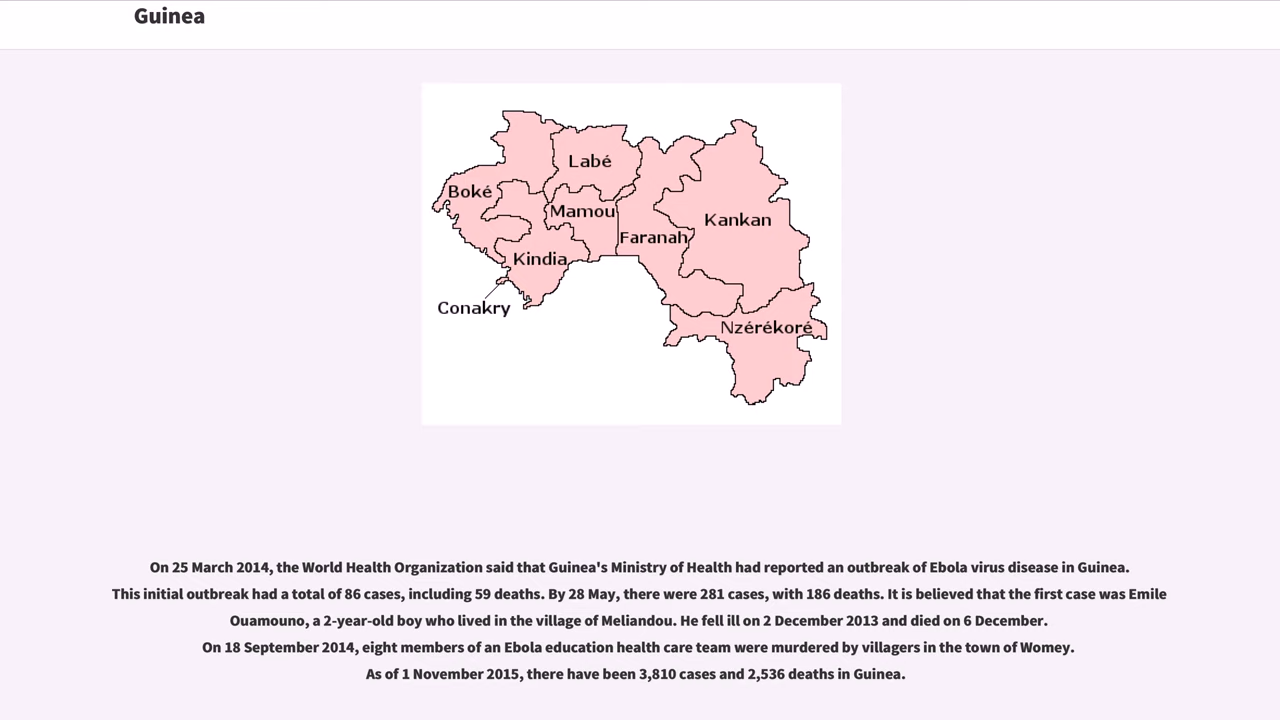 Guinea
Labé
Boké
Mamou
Kankan
Faranah
Kindia
Conakry
Nzérékoré
On 25 March 2014, the World Health Organization said that Guinea's Ministry of Health had reported an outbreak of Ebola virus disease in Guinea.
This initial outbreak had a total of 86 cases, including 59 deaths. By 28 May, there were 281 cases, with 186 deaths. It is believed that the first case was Emile
Ouamouno, a 2-year-old boy who lived in the village of Meliandou. He fell ill on 2 December 2013 and died on 6 December.
On 18 September 2014, eight members of an Ebola education health care team were murdered by villagers in the town of Womey.
As of 1 November 2015, there have been 3,810 cases and 2,536 deaths in Guinea.